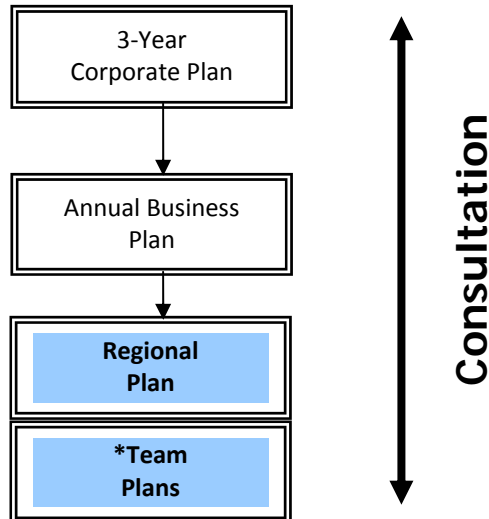 3-Year
Corporate Plan
Annual Business
Plan
Regional
Plan
*Team
Plans
Consultation